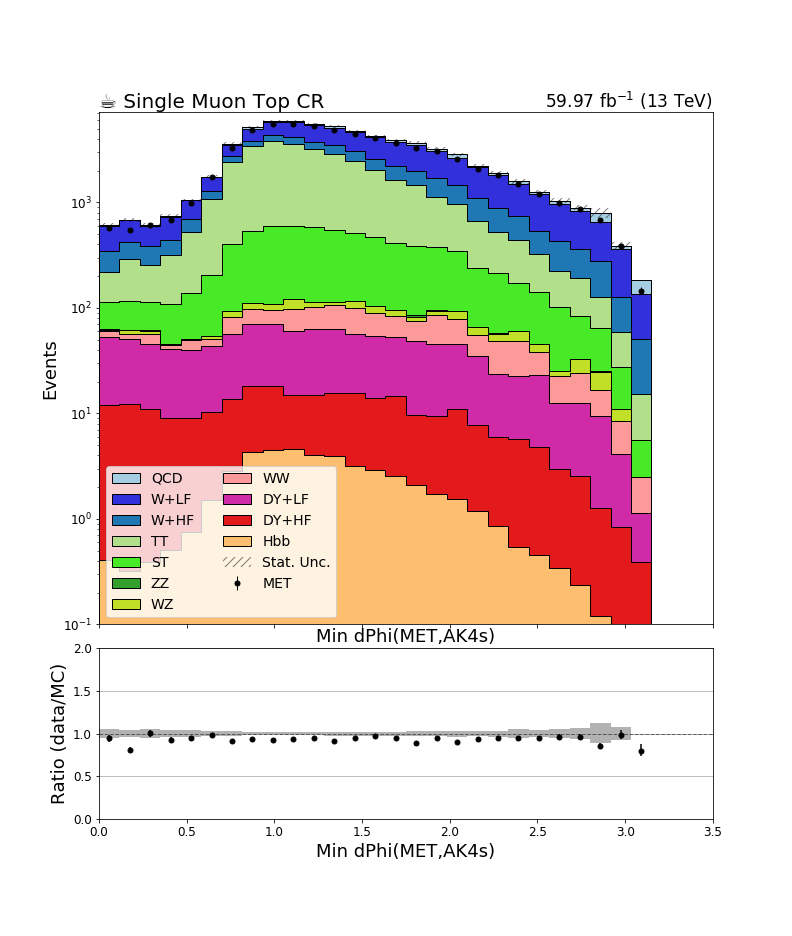 ☕ Single Muon Top CR
59.97 fb⁻¹ (13 TeV)
Events
10³
10²
10¹
10⁰
10⁻¹
QCD
W+LF
W+HF
TT
ST
ZZ
WZ
WW
DY+LF
DY+HF
Hbb
Stat. Unc.
MET
Min dPhi(MET,AK4s)
Ratio (data/MC)
2.0
1.5
1.0
0.5
0.0
0.0 0.5 1.0 1.5 2.0 2.5 3.0 3.5
Min dPhi(MET,AK4s)